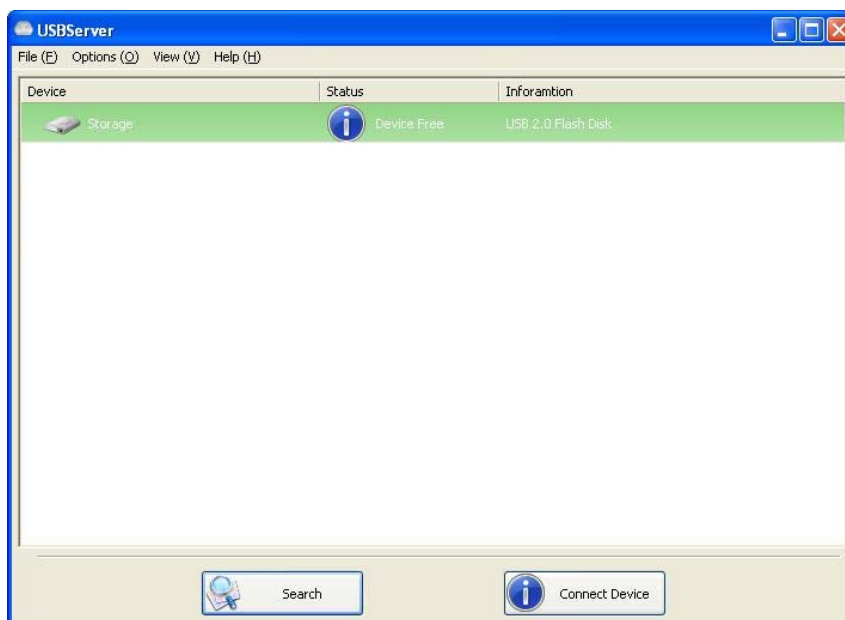 USBServer
File (F) Options (O) View (V) Help (H)
Device Status Inforamtion
Storage Device Free USB 2.0 Flash Disk
Search Connect Device